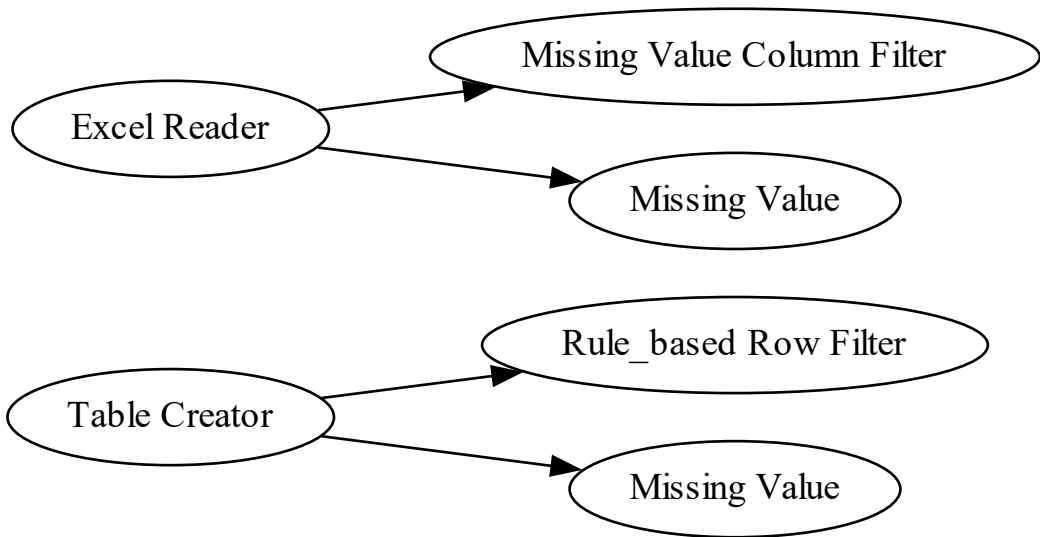 Missing Value Column Filter
Excel Reader
Missing Value
Rule_based Row Filter
Table Creator
Missing Value